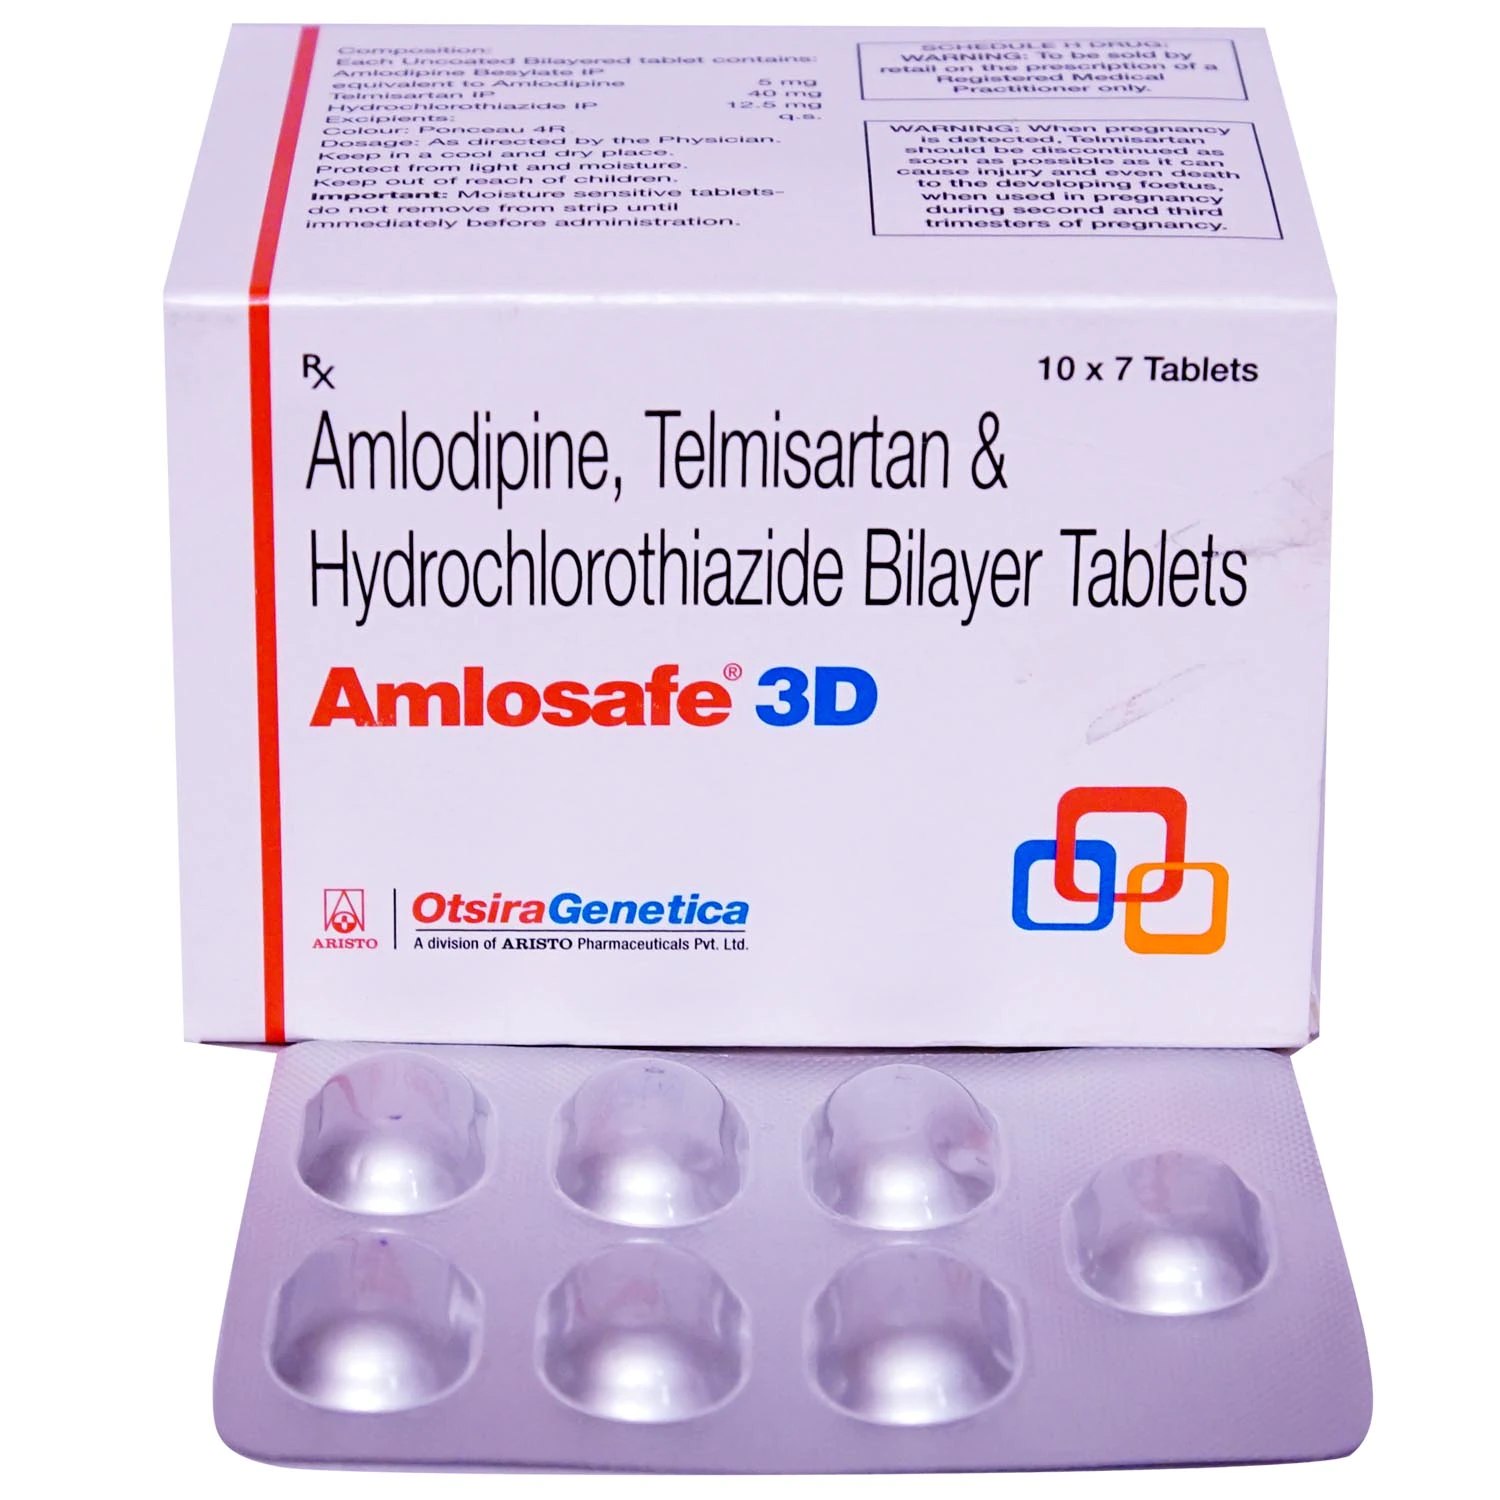 Composition:
Each Uncoated Bilayered tablet contains:
Amlodipine Besylate IP
equivalent to Amlodipine 5 mg
Telmisartan IP 40 mg
Hydrochlorothiazide IP 12.5 mg
Excipients: q.s.
Colour: Ponceau 4R
Dosage: As directed by the Physician.
Keep in a cool and dry place.
Protect from light and moisture.
Keep out of reach of children.
Important: Moisture sensitive tablets-
do not remove from strip until
immediately before administration.
SCHEDULE H DRUG:
WARNING: To be sold by
retail on the prescription of a
Registered Medical
Practitioner only.
WARNING: When pregnancy
is detected, Telmisartan
should be discontinued as
soon as possible as it can
cause injury and even death
to the developing foetus,
when used in pregnancy
during second and third
trimesters of pregnancy.
Rx
10 x 7 Tablets
Amlodipine, Telmisartan &
Hydrochlorothiazide Bilayer Tablets
Amlosafe® 3D
ARISTO
OtsiraGenetica
A division of ARISTO Pharmaceuticals Pvt. Ltd.